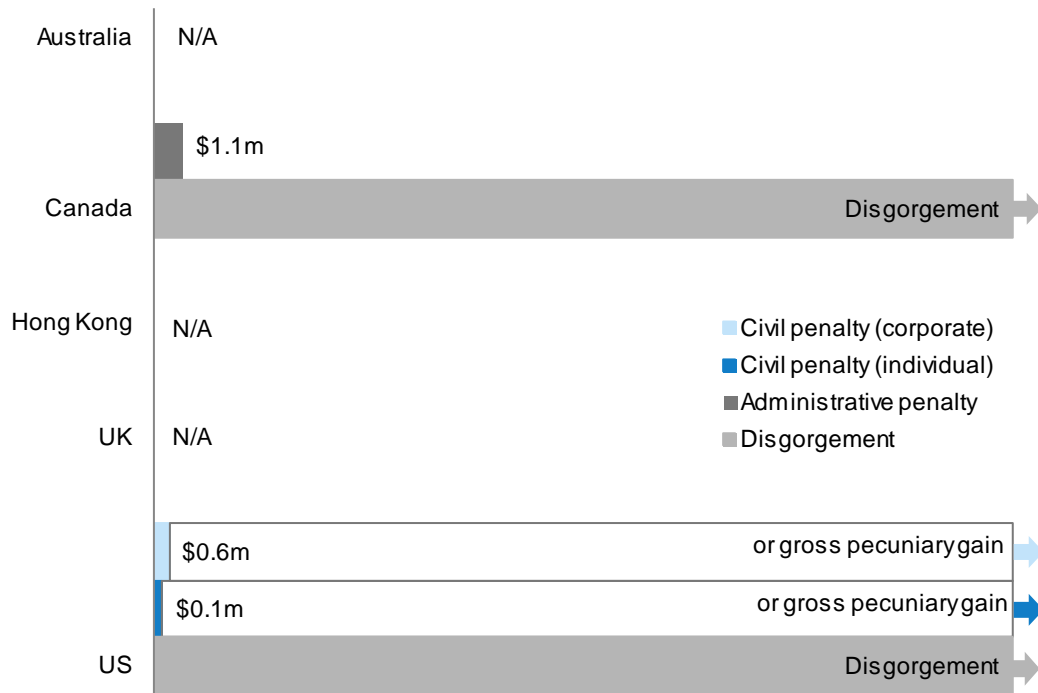 Australia N/A
$1.1m
Canada Disgorgement
Hong Kong N/A
Civil penalty (corporate)
Civil penalty (individual)
Administrative penalty
Disgorgement
UK N/A
$0.6m or gross pecuniary gain
$0.1m or gross pecuniary gain
US Disgorgement